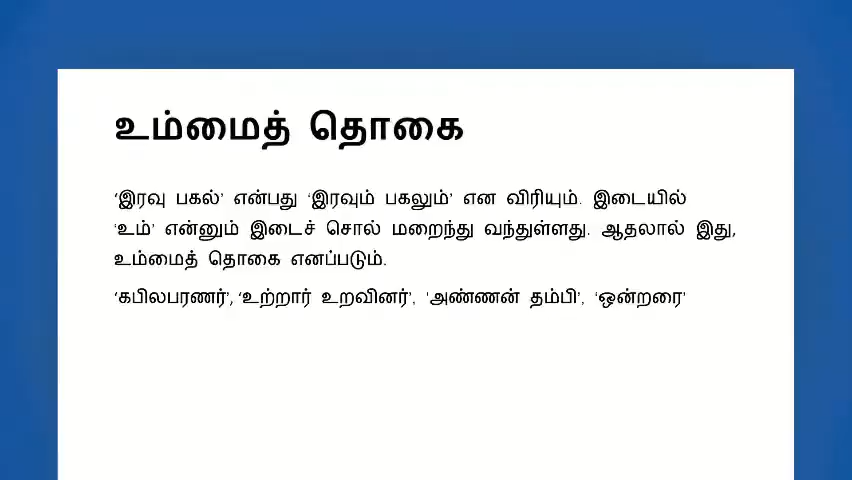 உம்மைத் தொகை
‘இரவு பகல்’ என்பது ‘இரவும் பகலும்’ என விரியும். இடையில்
‘உம்’ என்னும் இடைச் சொல் மறைந்து வந்துள்ளது. ஆதலால் இது,
உம்மைத் தொகை எனப்படும்.
‘கபிலபரணர்’, ‘உற்றார் உறவினர்’, 'அண்ணன் தம்பி’, ‘ஒன்றரை’